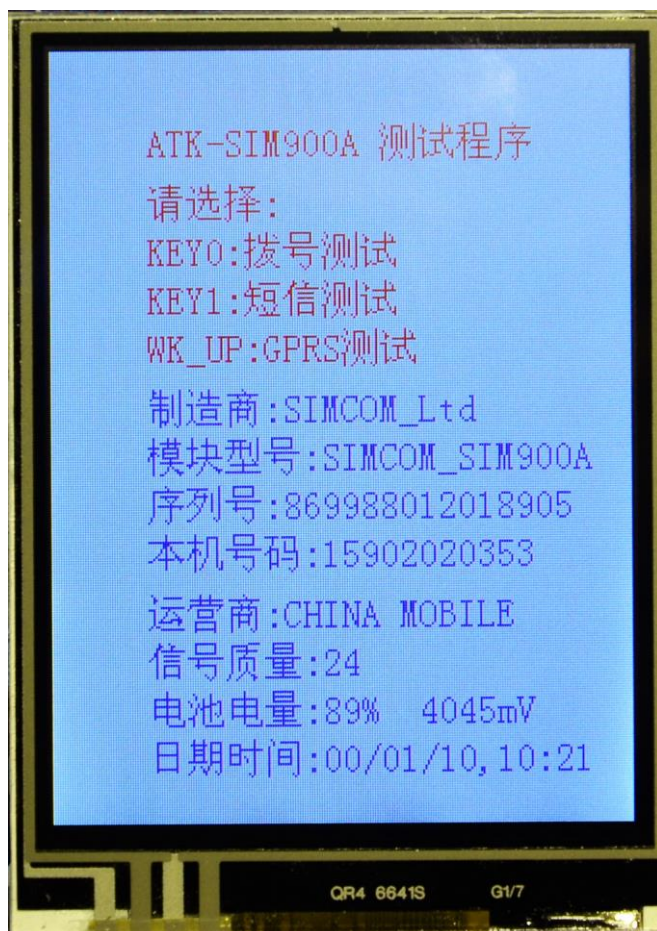 ATK-SIM900A 测试程序
请选择:
KEY0:拨号测试
KEY1:短信测试
WK_UP:GPRS测试
制造商:SIMCOM_Ltd
模块型号:SIMCOM_SIM900A
序列号:869988012018905
本机号码:15902020353
运营商:CHINA MOBILE
信号质量:24
电池电量:89% 4045mV
日期时间:00/01/10,10:21
QR4 6641S G1/7